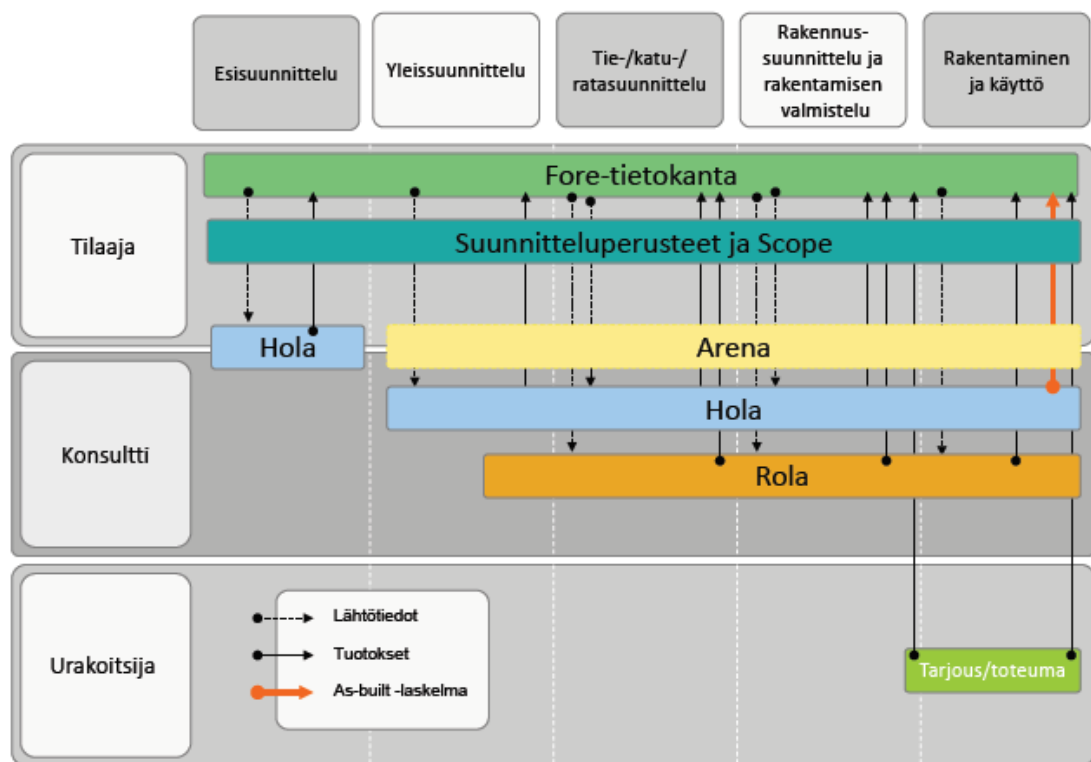 Esisuunnittelu
Yleissuunnittelu
Tie-/katu-/
ratasuunnittelu
Rakennus-
suunnittelu ja
rakentamisen
valmistelu
Rakentaminen
ja käyttö
Tilaaja
Fore-tietokanta
Suunnitteluperusteet ja Scope
Hola
Arena
Konsultti
Hola
Rola
Urakoitsija
Lähtötiedot
Tuotokset
As-built -laskelma
Tarjous/toteuma